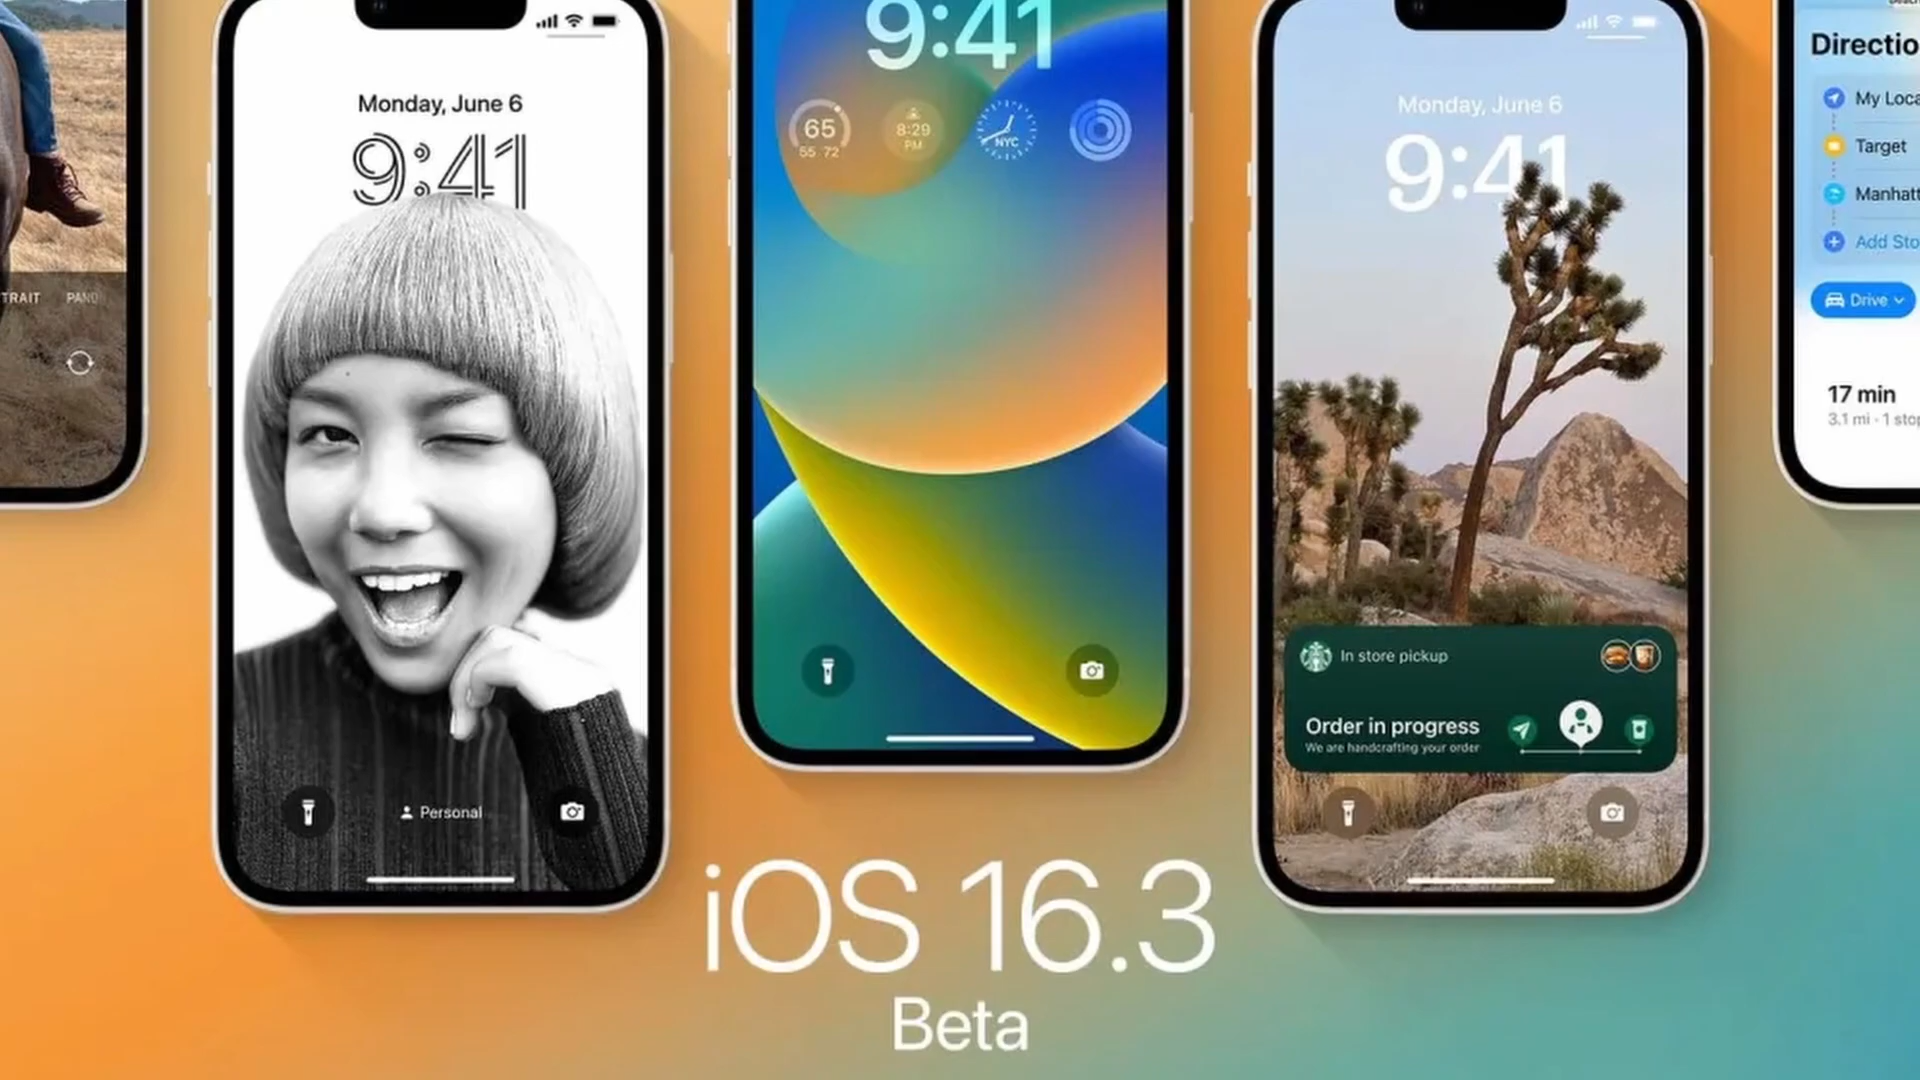 TRAIT PANO
Monday, June 6
9:41
Personal
9:41
65
55 72
8:29
PM
NYC
Monday, June 6
9:41
In store pickup
Order in progress
We are handcrafting your order
Directio
My Loca
Target
Manhatt
Add Sto
Drive
17 min
3.1 mi · 1 stop
iOS 16.3
Beta